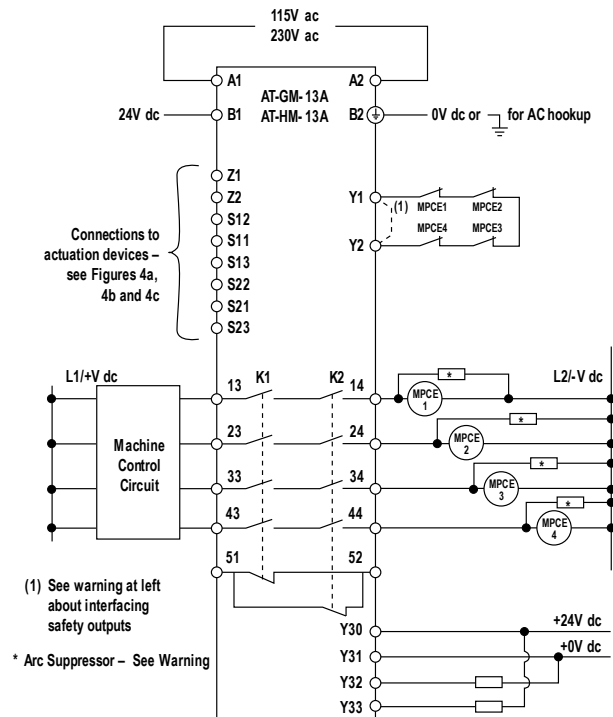 115V ac
230V ac
A1
A2
AT-GM-13A
AT-HM-13A
24V dc
B1
B2
0V dc or
for AC hookup
Z1
Z2
S12
S11
S13
S22
S21
S23
Connections to
actuation devices –
see Figures 4a,
4b and 4c
Y1
Y2
(1)
MPCE1
MPCE2
MPCE4
MPCE3
L1/+V dc
L2/-V dc
Machine
Control
Circuit
K1
K2
13
14
23
24
33
34
43
44
51
52
*
MPCE
1
*
MPCE
2
*
MPCE
3
*
MPCE
4
(1) See warning at left
about interfacing
safety outputs
* Arc Suppressor – See Warning
Y30
+24V dc
Y31
+0V dc
Y32
Y33